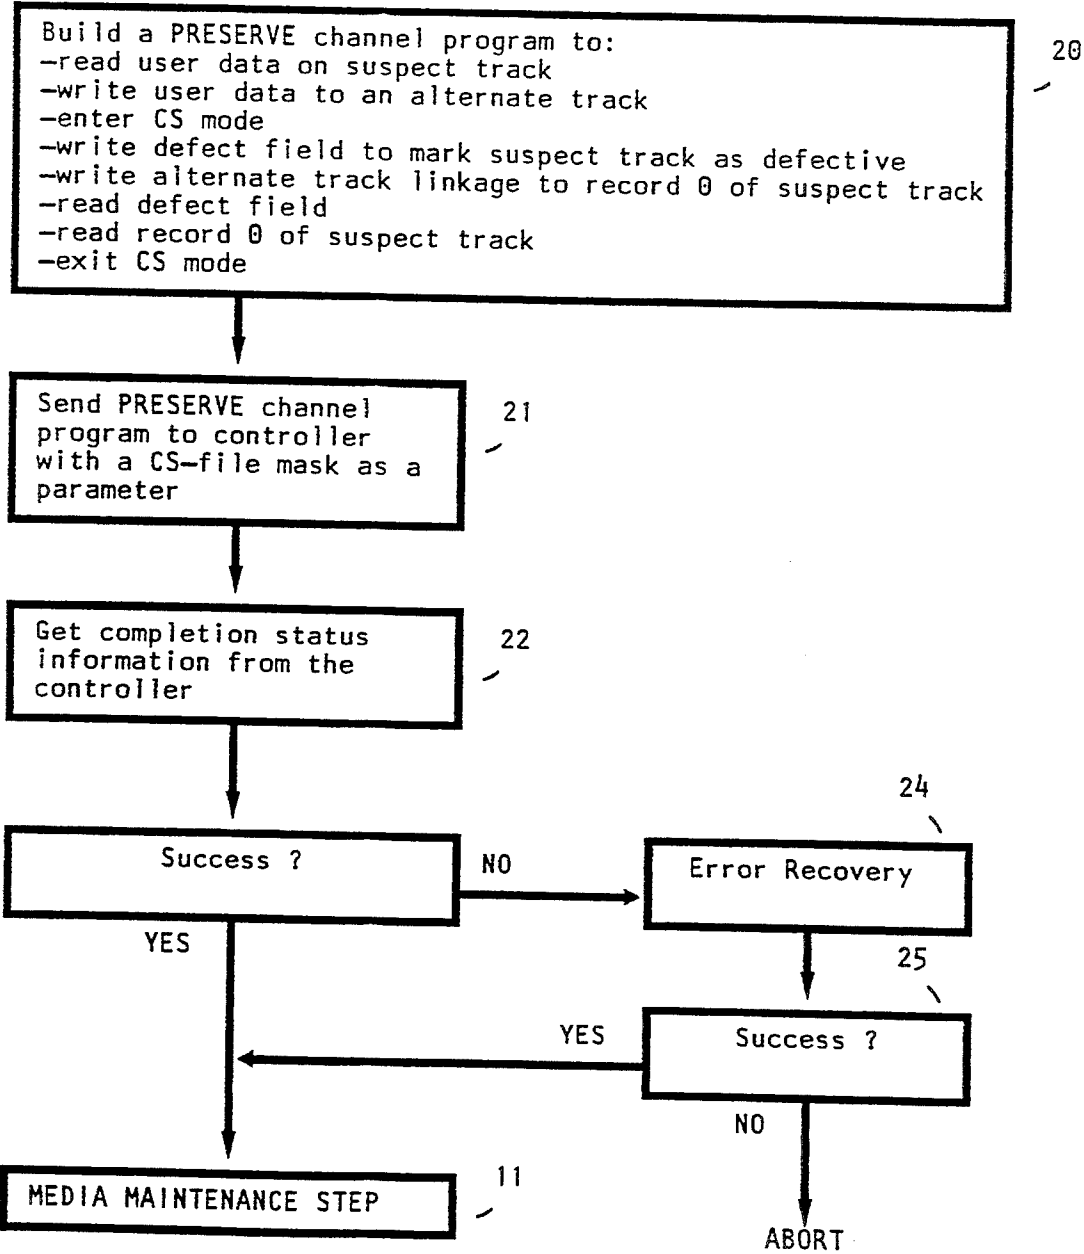 Build a PRESERVE channel program to:
—read user data on suspect track
—write user data to an alternate track
—enter CS mode
—write defect field to mark suspect track as defective
—write alternate track linkage to record 0 of suspect track
—read defect field
—read record 0 of suspect track
—exit CS mode
20
Send PRESERVE channel
program to controller
with a CS—file mask as a
parameter
21
Get completion status
information from the
controller
22
Success ?
NO
24
Error Recovery
YES
25
Success ?
YES
NO
MEDIA MAINTENANCE STEP
11
ABORT